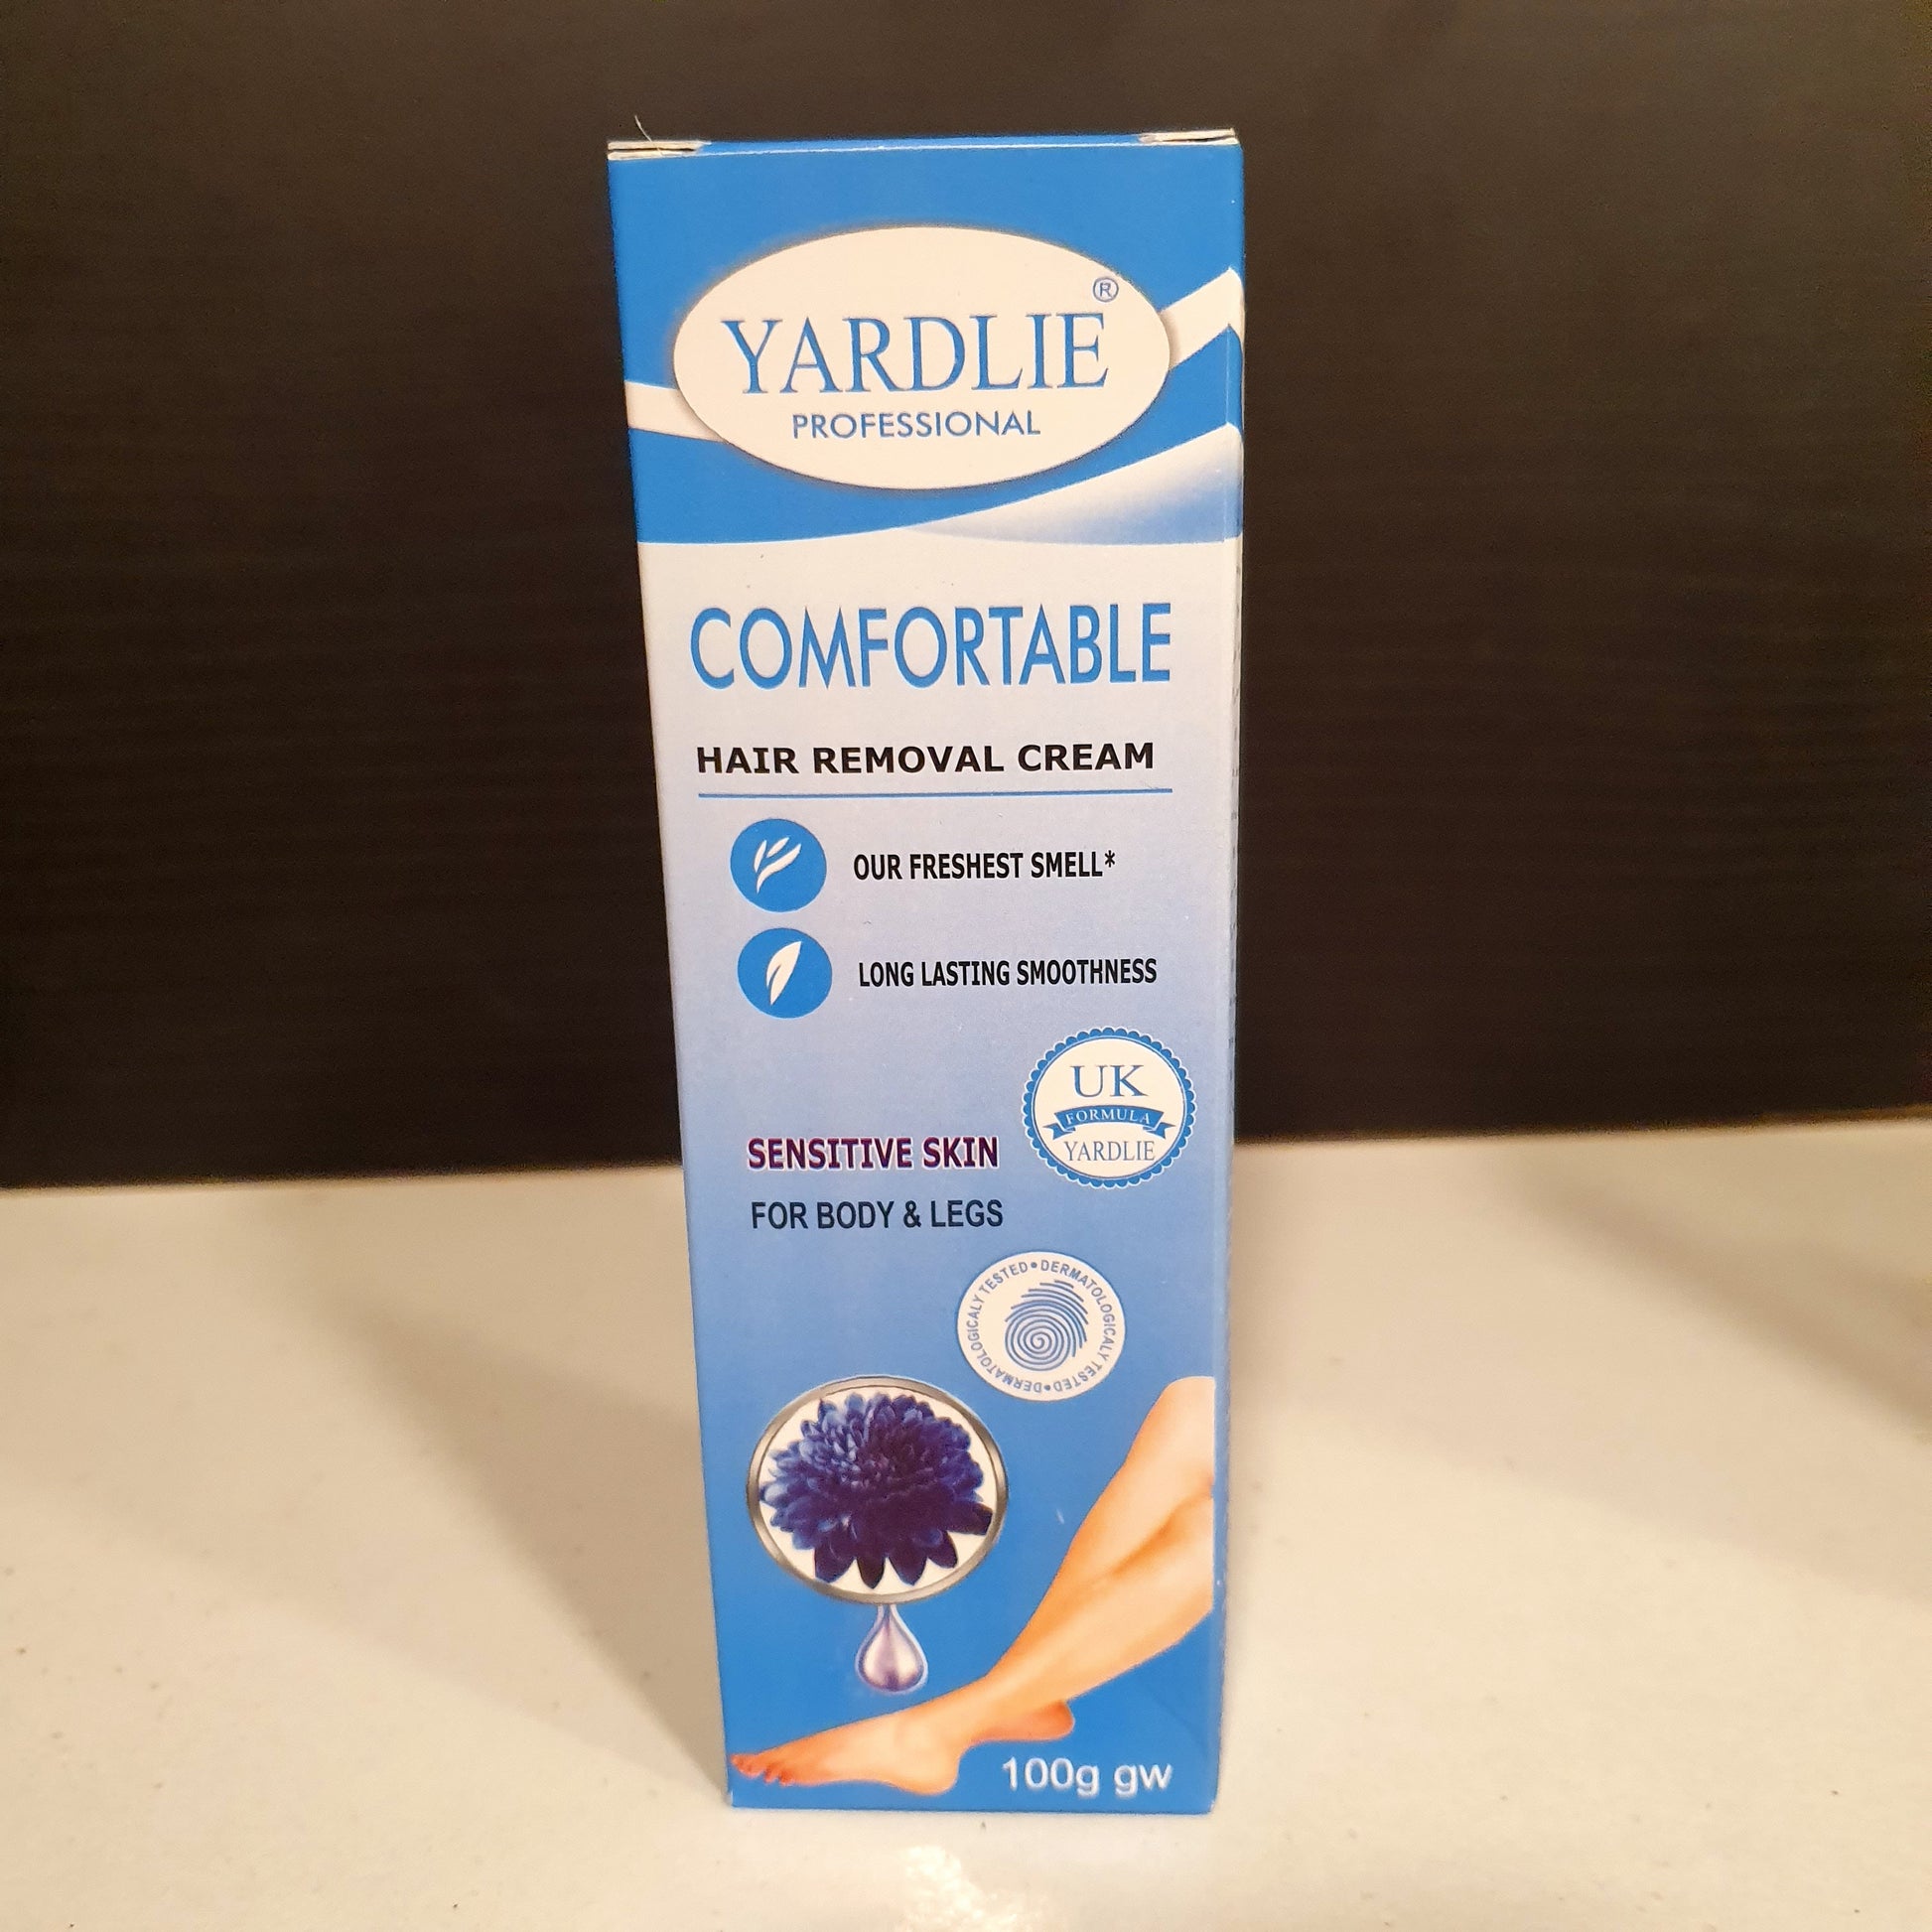 YARDLIE®
PROFESSIONAL
COMFORTABLE
HAIR REMOVAL CREAM
OUR FRESHEST SMELL*
LONG LASTING SMOOTHNESS
UK
FORMULA
YARDLIE
SENSITIVE SKIN
FOR BODY & LEGS
DERMATOLOGICALY TESTED • DERMATOLOGICALY TESTED •
100g gw